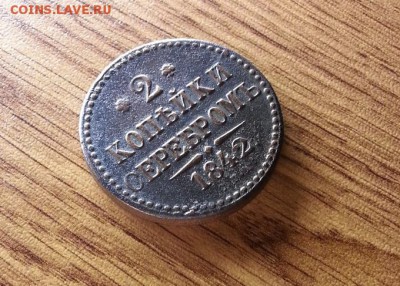 COINS.LAVE.RU
* 2 *
КОПѢЙКИ
СЕРЕБРОМЪ
1842